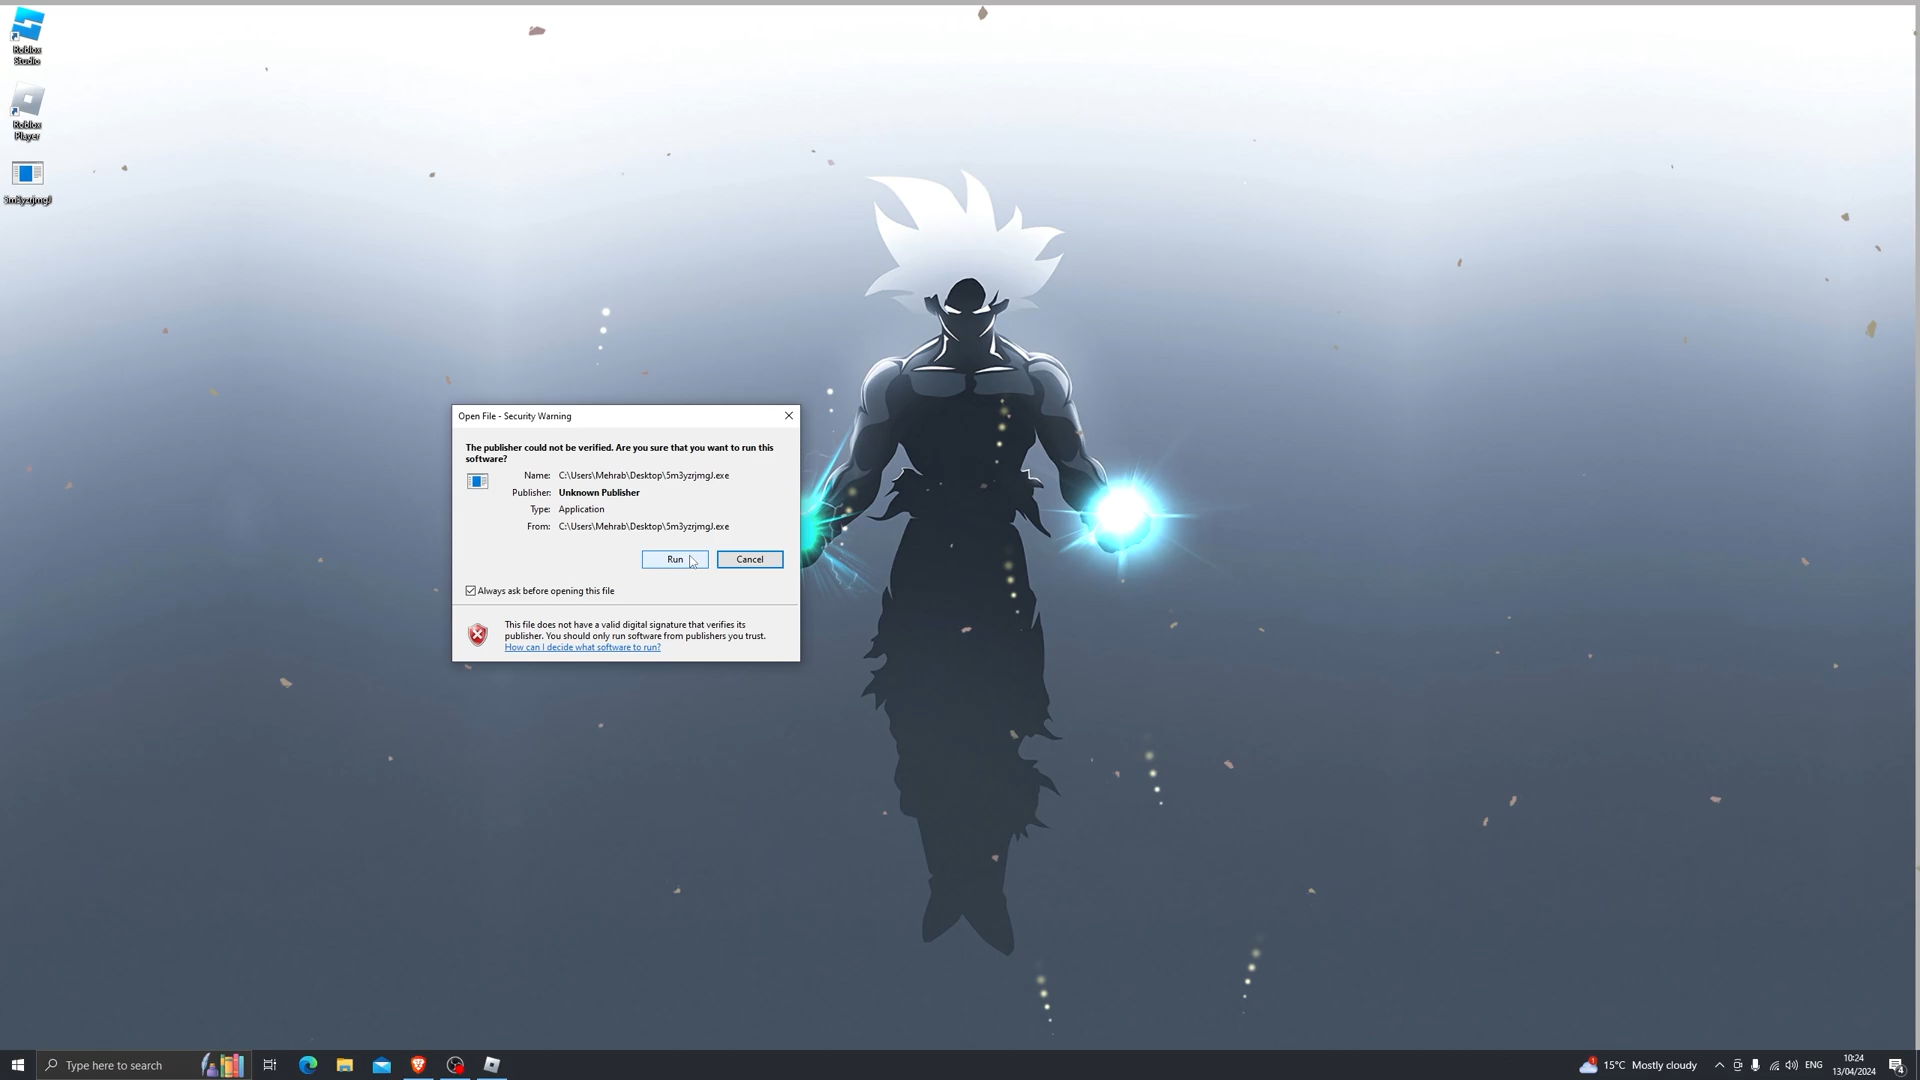 Roblox
Studio
Roblox
Player
5m3yzrjmgJ
Open File - Security Warning
The publisher could not be verified. Are you sure that you want to run this
software?
Name: C:\Users\Mehrab\Desktop\5m3yzrjmgJ.exe
Publisher: Unknown Publisher
Type: Application
From: C:\Users\Mehrab\Desktop\5m3yzrjmgJ.exe
Run Cancel
Always ask before opening this file
This file does not have a valid digital signature that verifies its
publisher. You should only run software from publishers you trust.
How can I decide what software to run?
Type here to search
1
15°C Mostly cloudy
ENG
10:24
13/04/2024
4